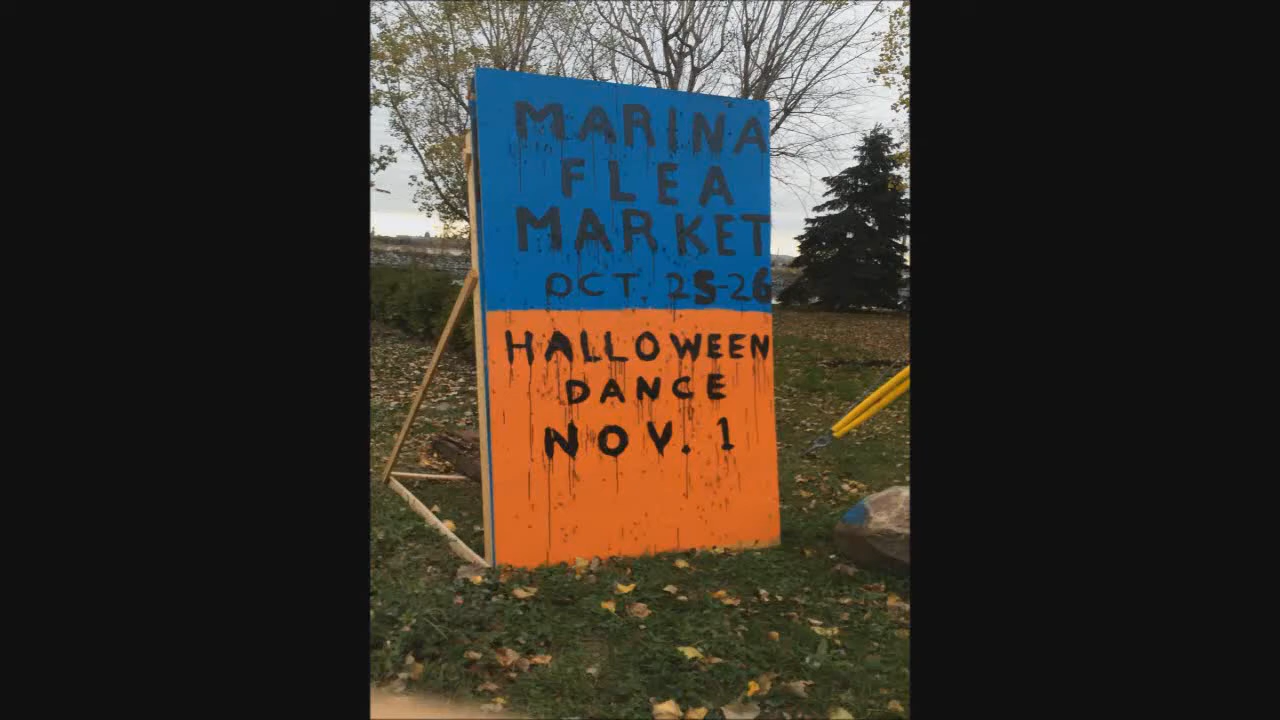 MARINA
FLEA
MARKET
OCT. 25-26
HALLOWEEN
DANCE
NOV. 1